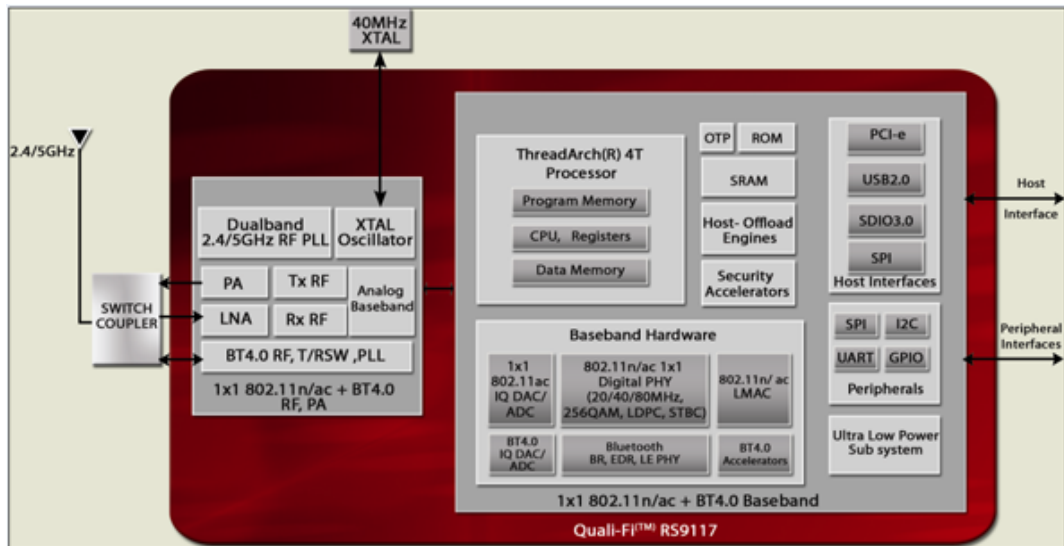 40MHz
XTAL
2.4/5GHz
SWITCH
COUPLER
Dualband
2.4/5GHz RF PLL
XTAL
Oscillator
PA
Tx RF
Analog
Baseband
LNA
Rx RF
BT4.0 RF, T/RSW ,PLL
1x1 802.11n/ac + BT4.0
RF, PA
ThreadArch(R) 4T
Processor
Program Memory
CPU, Registers
Data Memory
OTP
ROM
SRAM
Host- Offload
Engines
Security
Accelerators
PCI-e
USB2.0
SDIO3.0
SPI
Host Interfaces
Host
Interface
Baseband Hardware
1x1
802.11ac
IQ DAC/
ADC
802.11n/ac 1x1
Digital PHY
(20/40/80MHz,
256QAM, LDPC, STBC)
802.11n/ ac
LMAC
BT4.0
IQ DAC/
ADC
Bluetooth
BR, EDR, LE PHY
BT4.0
Accelerators
SPI
I2C
UART
GPIO
Peripherals
Peripheral
Interfaces
Ultra Low Power
Sub system
1x1 802.11n/ac + BT4.0 Baseband
Quali-Fi(TM) RS9117